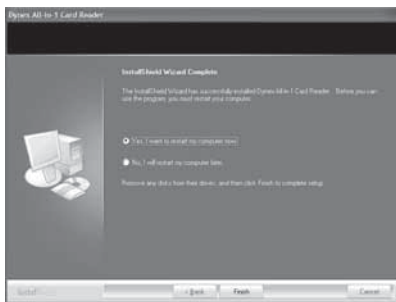 Dynex All-in-1 Card Reader
InstallShield Wizard Complete
The InstallShield Wizard has successfully installed Dynex All-in-1 Card Reader. Before you can
use the program, you must restart your computer.
Yes, I want to restart my computer now.
No, I will restart my computer later.
Remove any disks from their drives, and then click Finish to complete setup.
InstallShield
< Back
Finish
Cancel